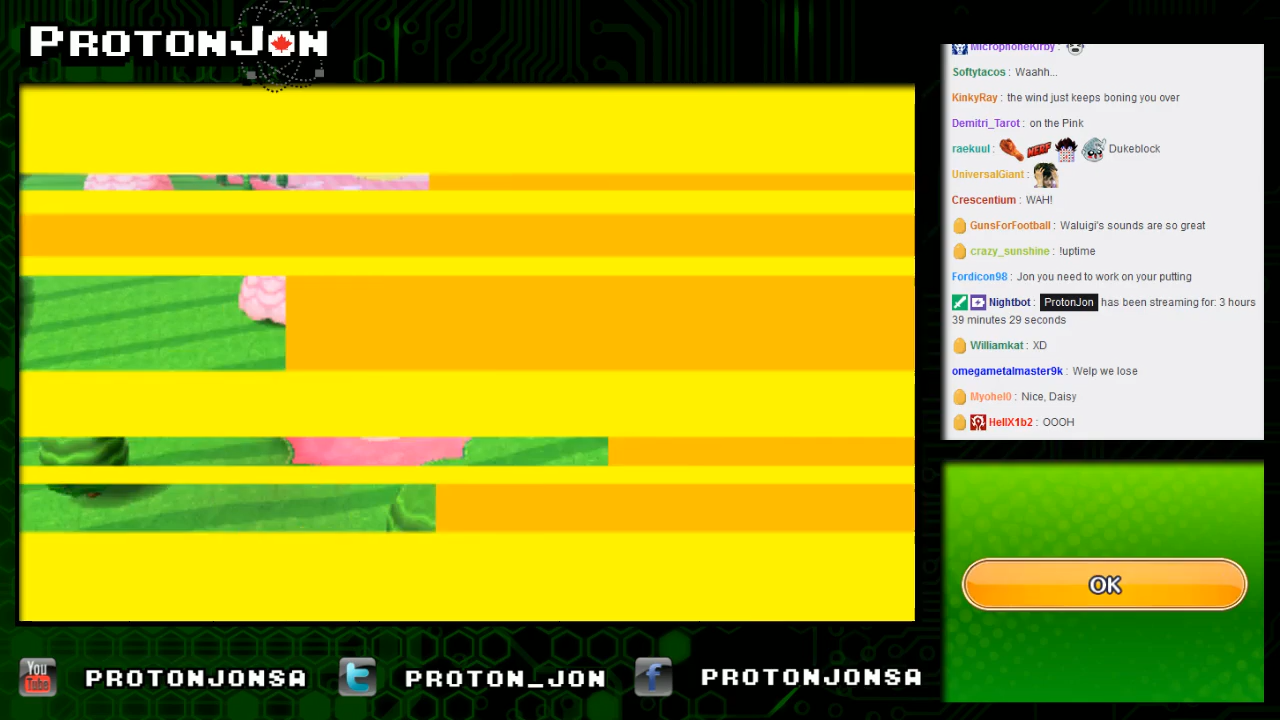 PROTONJON
MicrophoneKirby :
Softytacos : Waahh...
KinkyRay : the wind just keeps boning you over
Demitri_Tarot : on the Pink
raekuul : NERF Dukeblock
UniversalGiant :
Crescentium : WAH!
GunsForFootball : Waluigi's sounds are so great
crazy_sunshine : !uptime
Fordicon98 : Jon you need to work on your putting
Nightbot : ProtonJon has been streaming for: 3 hours
39 minutes 29 seconds
Williamkat : XD
omegametalmaster9k : Welp we lose
Myohel0 : Nice, Daisy
HellX1b2 : OOOH
OK
You Tube PROTONJONSA PROTON_JON PROTONJONSA